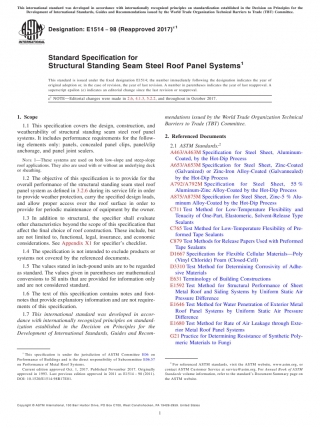 This international standard was developed in accordance with internationally recognized principles on standardization established in the Decision on Principles for the
Development of International Standards, Guides and Recommendations issued by the World Trade Organization Technical Barriers to Trade (TBT) Committee.
Designation: E1514 − 98 (Reapproved 2017)ε1
Standard Specification for
Structural Standing Seam Steel Roof Panel Systems1
This standard is issued under the fixed designation E1514; the number immediately following the designation indicates the year of
original adoption or, in the case of revision, the year of last revision. A number in parentheses indicates the year of last reapproval. A
superscript epsilon (ε) indicates an editorial change since the last revision or reapproval.
ε1 NOTE—Editorial changes were made to 2.6, 3.1.3, 5.2.2, and throughout in October 2017.
1. Scope
1.1 This specification covers the design, construction, and
weatherability of structural standing seam steel roof panel
systems. It includes performance requirements for the follow-
ing elements only: panels, concealed panel clips, panel/clip
anchorage, and panel joint sealers.
NOTE 1—These systems are used on both low-slope and steep-slope
roof applications. They also are used with or without an underlying deck
or sheathing.
1.2 The objective of this specification is to provide for the
overall performance of the structural standing seam steel roof
panel system as defined in 3.2.6 during its service life in order
to provide weather protection, carry the specified design loads,
and allow proper access over the roof surface in order to
provide for periodic maintenance of equipment by the owner.
1.3 In addition to structural, the specifier shall evaluate
other characteristics beyond the scope of this specification that
affect the final choice of roof construction. These include, but
are not limited to, functional, legal, insurance, and economic
considerations. See Appendix X1 for specifier's checklist.
1.4 The specification is not intended to exclude products or
systems not covered by the referenced documents.
1.5 The values stated in inch-pound units are to be regarded
as standard. The values given in parentheses are mathematical
conversions to SI units that are provided for information only
and are not considered standard.
1.6 The text of this specification contains notes and foot-
notes that provide explanatory information and are not require-
ments of this specification.
1.7 This international standard was developed in accor-
dance with internationally recognized principles on standard-
ization established in the Decision on Principles for the
Development of International Standards, Guides and Recom-
mendations issued by the World Trade Organization Technical
Barriers to Trade (TBT) Committee.
2. Referenced Documents
2.1 ASTM Standards:2
A463/A463M Specification for Steel Sheet, Aluminum-
Coated, by the Hot-Dip Process
A653/A653M Specification for Steel Sheet, Zinc-Coated
(Galvanized) or Zinc-Iron Alloy-Coated (Galvannealed)
by the Hot-Dip Process
A792/A792M Specification for Steel Sheet, 55 %
Aluminum-Zinc Alloy-Coated by the Hot-Dip Process
A875/A875M Specification for Steel Sheet, Zinc-5 % Alu-
minum Alloy-Coated by the Hot-Dip Process
C711 Test Method for Low-Temperature Flexibility and
Tenacity of One-Part, Elastomeric, Solvent-Release Type
Sealants
C765 Test Method for Low-Temperature Flexibility of Pre-
formed Tape Sealants
C879 Test Methods for Release Papers Used with Preformed
Tape Sealants
D1667 Specification for Flexible Cellular Materials—Poly
(Vinyl Chloride) Foam (Closed-Cell)
D3310 Test Method for Determining Corrosivity of Adhe-
sive Materials
E631 Terminology of Building Constructions
E1592 Test Method for Structural Performance of Sheet
Metal Roof and Siding Systems by Uniform Static Air
Pressure Difference
E1646 Test Method for Water Penetration of Exterior Metal
Roof Panel Systems by Uniform Static Air Pressure
Difference
E1680 Test Method for Rate of Air Leakage through Exte-
rior Metal Roof Panel Systems
G21 Practice for Determining Resistance of Synthetic Poly-
meric Materials to Fungi
1 This specification is under the jurisdiction of ASTM Committee E06 on
Performance of Buildings and is the direct responsibility of Subcommittee E06.57
on Performance of Metal Roof Systems.
Current edition approved Oct. 1, 2017. Published November 2017. Originally
approved in 1993. Last previous edition approved in 2011 as E1514 – 98 (2011).
DOI: 10.1520/E1514-98R17E01.
2 For referenced ASTM standards, visit the ASTM website, www.astm.org, or
contact ASTM Customer Service at service@astm.org. For Annual Book of ASTM
Standards volume information, refer to the standard's Document Summary page on
the ASTM website.
Copyright © ASTM International, 100 Barr Harbor Drive, PO Box C700, West Conshohocken, PA 19428-2959. United States
1